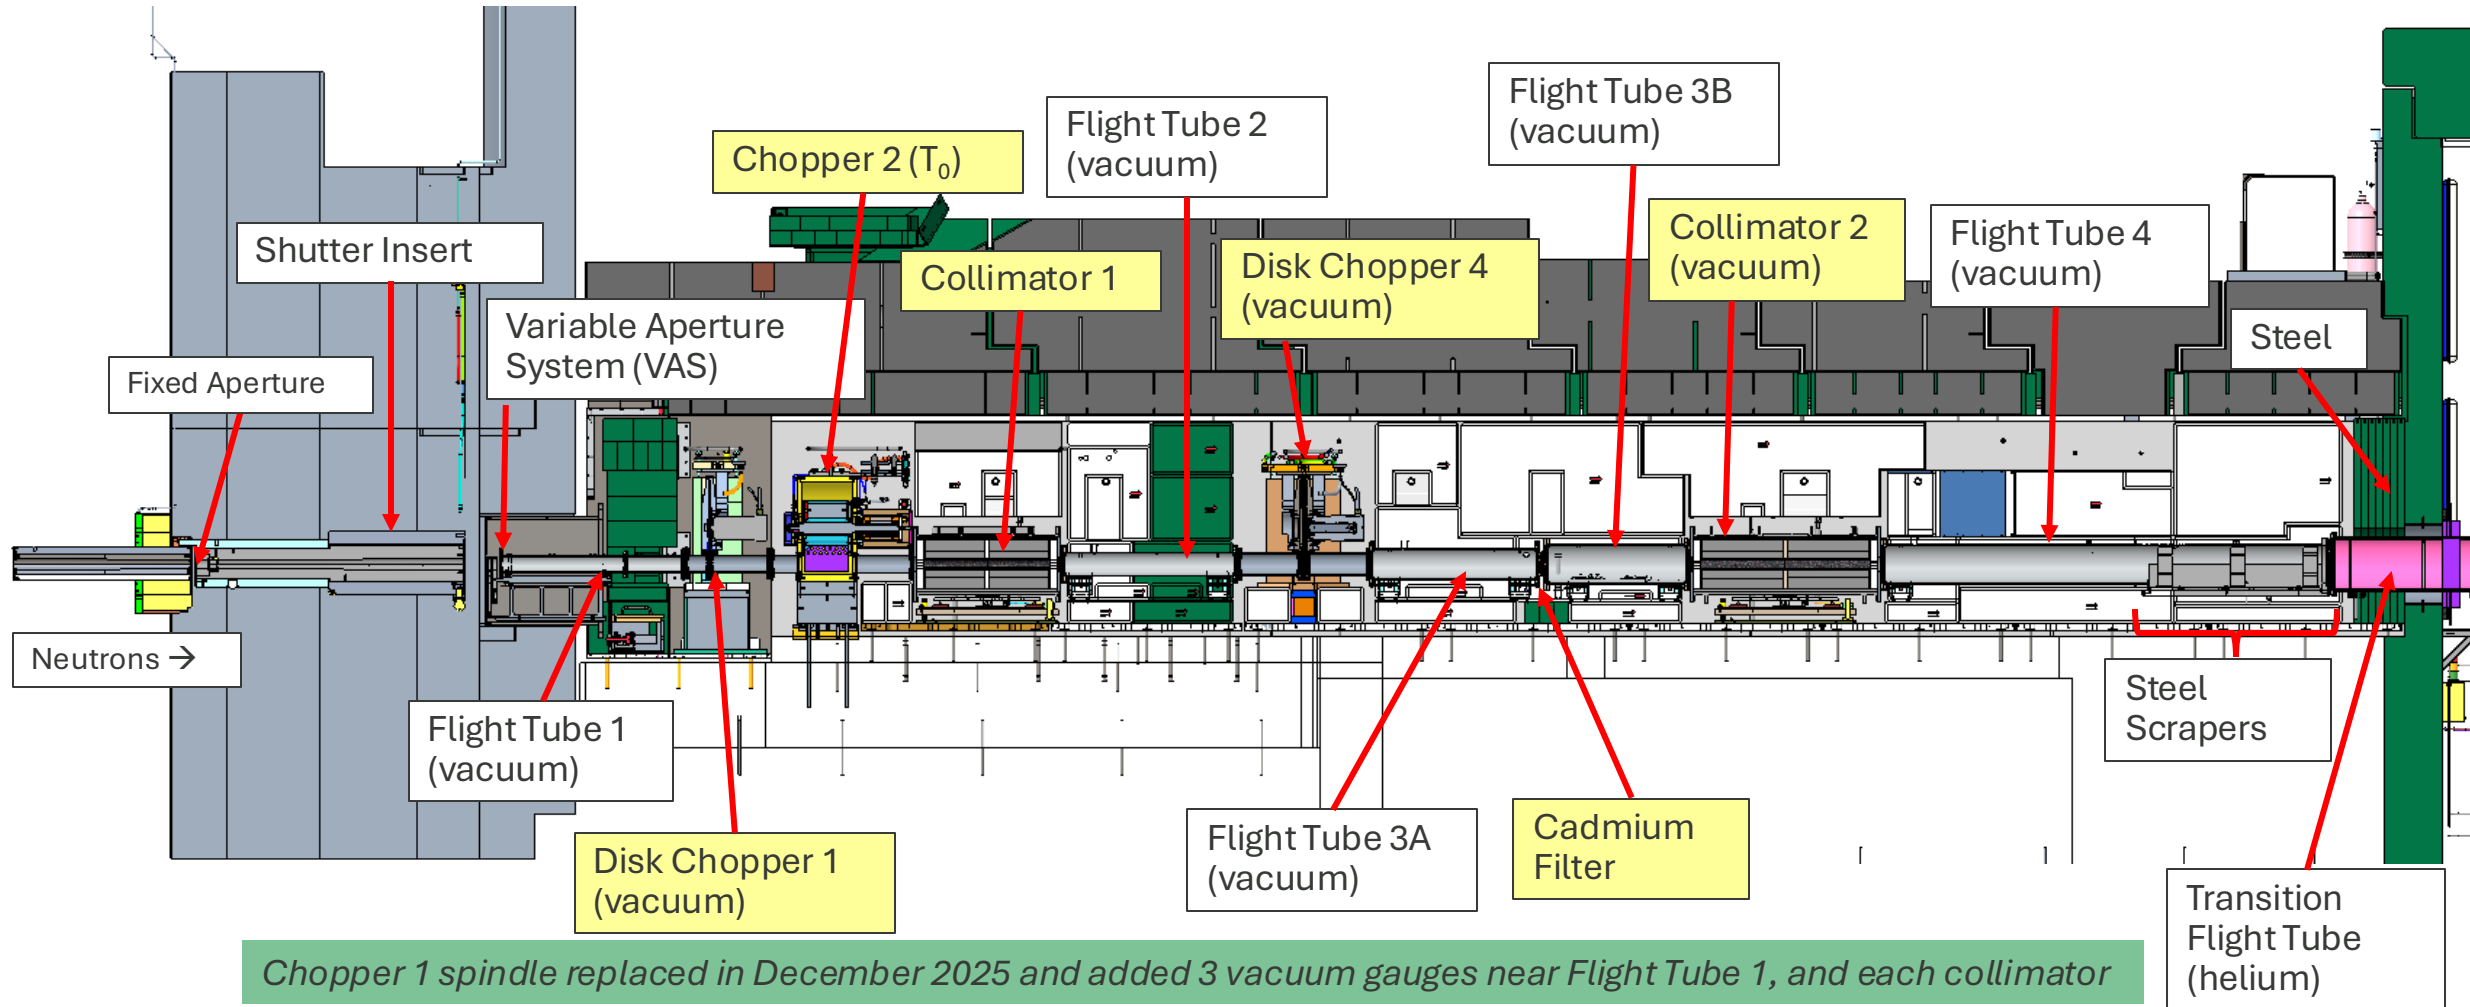 Flight Tube 3B
(vacuum)
Flight Tube 2
(vacuum)
Chopper 2 (T₀)
Collimator 2
(vacuum)
Flight Tube 4
(vacuum)
Shutter Insert
Collimator 1
Disk Chopper 4
(vacuum)
Variable Aperture
System (VAS)
Steel
Fixed Aperture
Neutrons →
Flight Tube 1
(vacuum)
Steel
Scrapers
Disk Chopper 1
(vacuum)
Flight Tube 3A
(vacuum)
Cadmium
Filter
Transition
Flight Tube
(helium)
Chopper 1 spindle replaced in December 2025 and added 3 vacuum gauges near Flight Tube 1, and each collimator